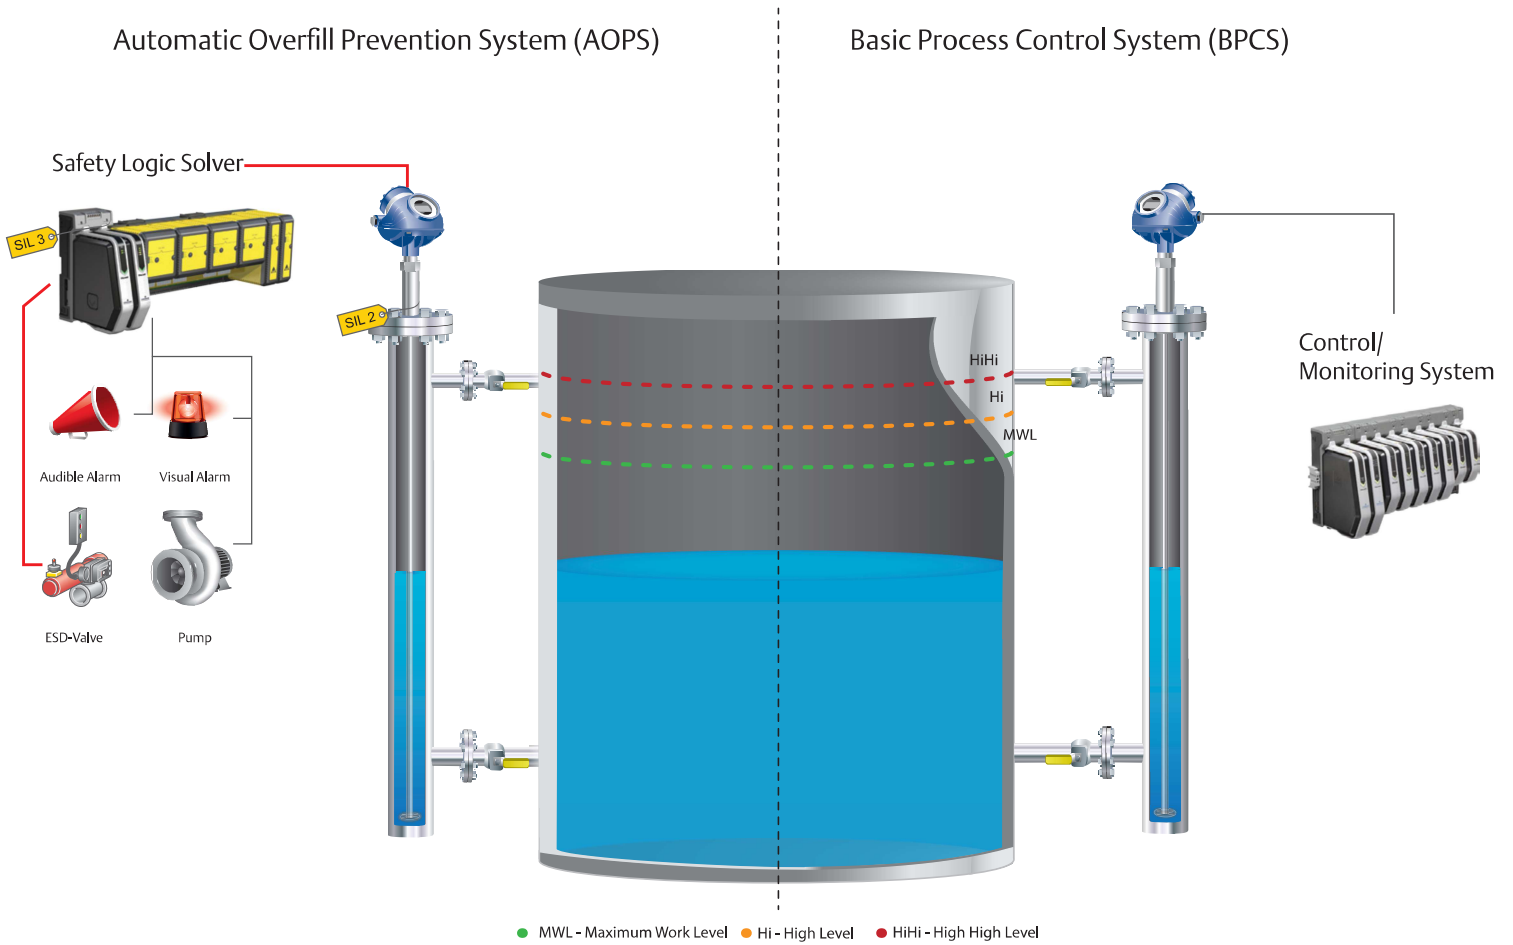 Automatic Overfill Prevention System (AOPS)
Basic Process Control System (BPCS)
Safety Logic Solver
SIL 3
SIL 2
HiHi
Hi
MWL
Control/
Monitoring System
Audible Alarm
Visual Alarm
ESD-Valve
Pump
MWL - Maximum Work Level
Hi - High Level
HiHi - High High Level